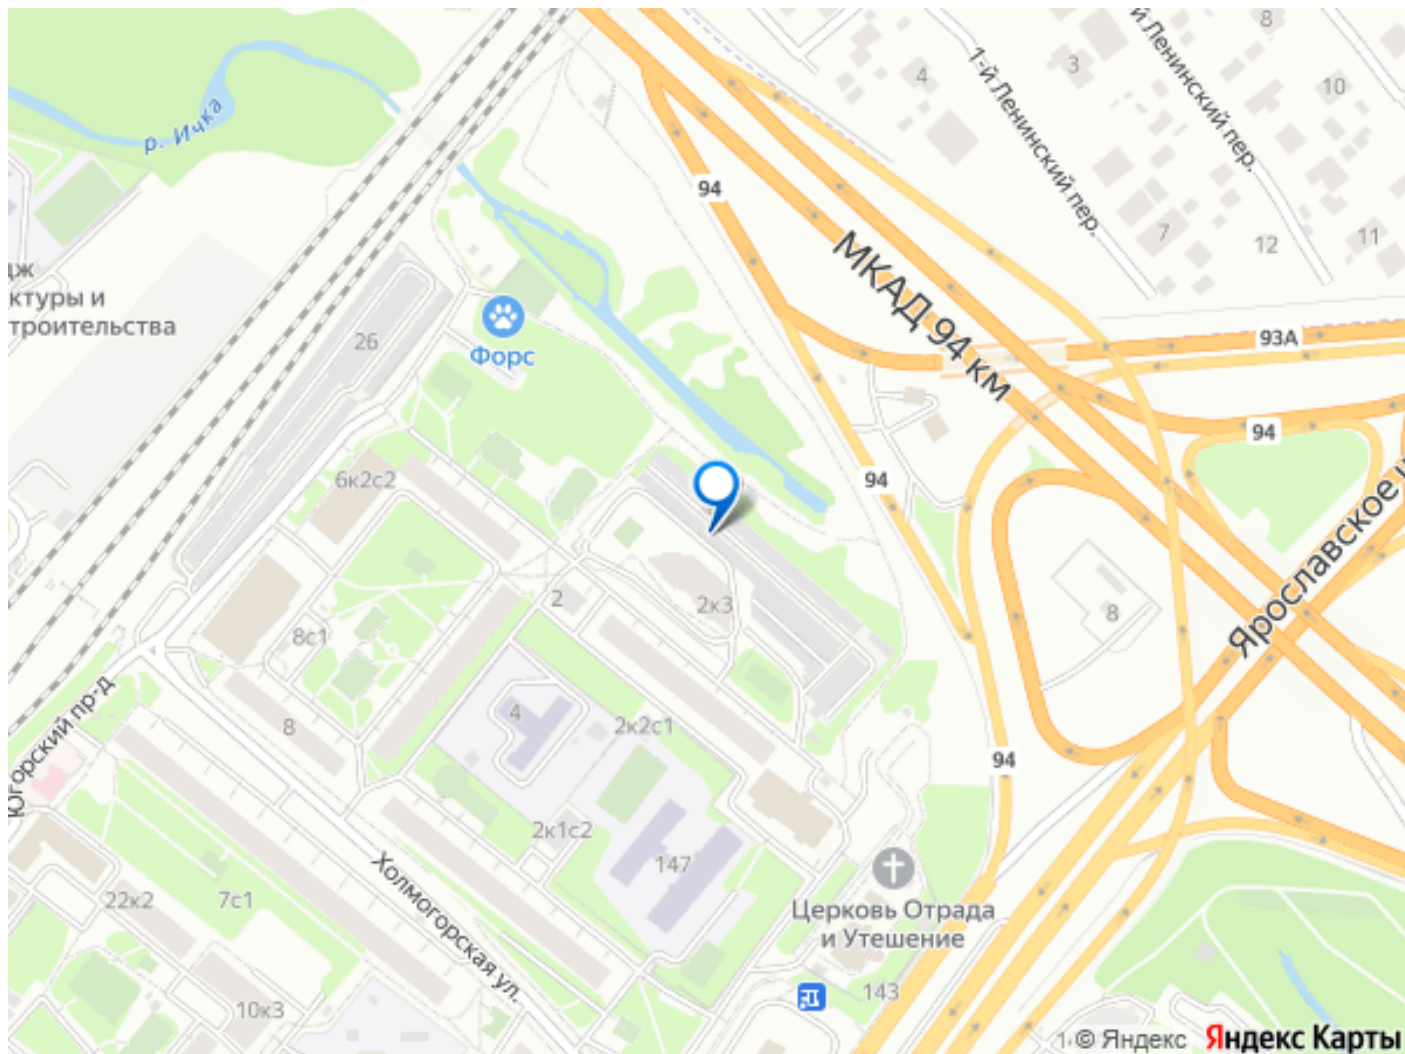 8
3
4
10
1-й Ленинский пер.
й Ленинский пер.
р. Ичка
94
7
12
11
МКАД 94 км
ктуры и
троительства
Форс
26
93А
94
94
6к2с2
Ярославское
2
2к3
8
8с1
4
8
2к2с1
94
горский пр-д
2к1с2
147
Холмогорская ул.
22к2
7с1
Церковь Отрада
и Утешение
143
10к3
© Яндекс
Яндекс Карты